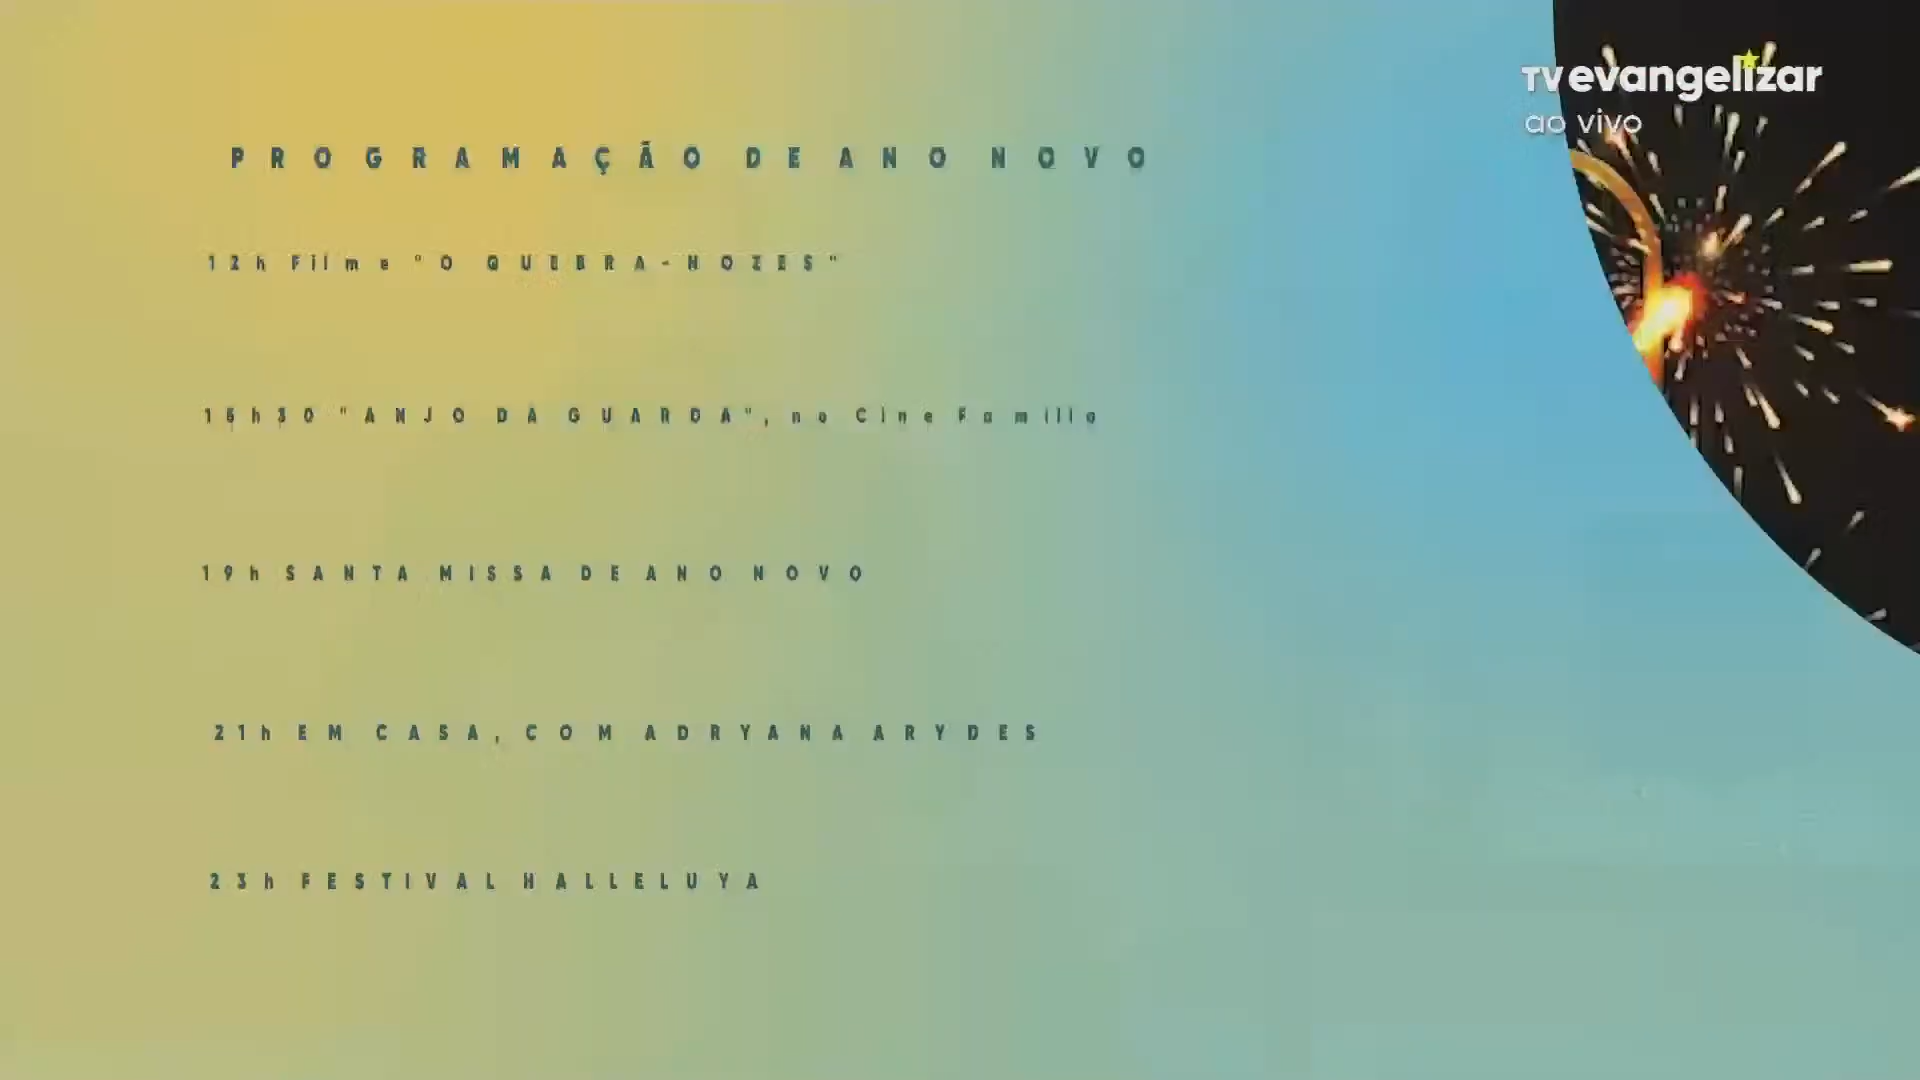 TV evangelizar
ao vivo
PROGRAMAÇÃO DE ANO NOVO
12h Filme "O QUEBRA-NOZES"
16h30 "ANJO DA GUARDA", no Cine Família
19h SANTA MISSA DE ANO NOVO
21h EM CASA, COM ADRYANA ARYDES
23h FESTIVAL HALLELUYA